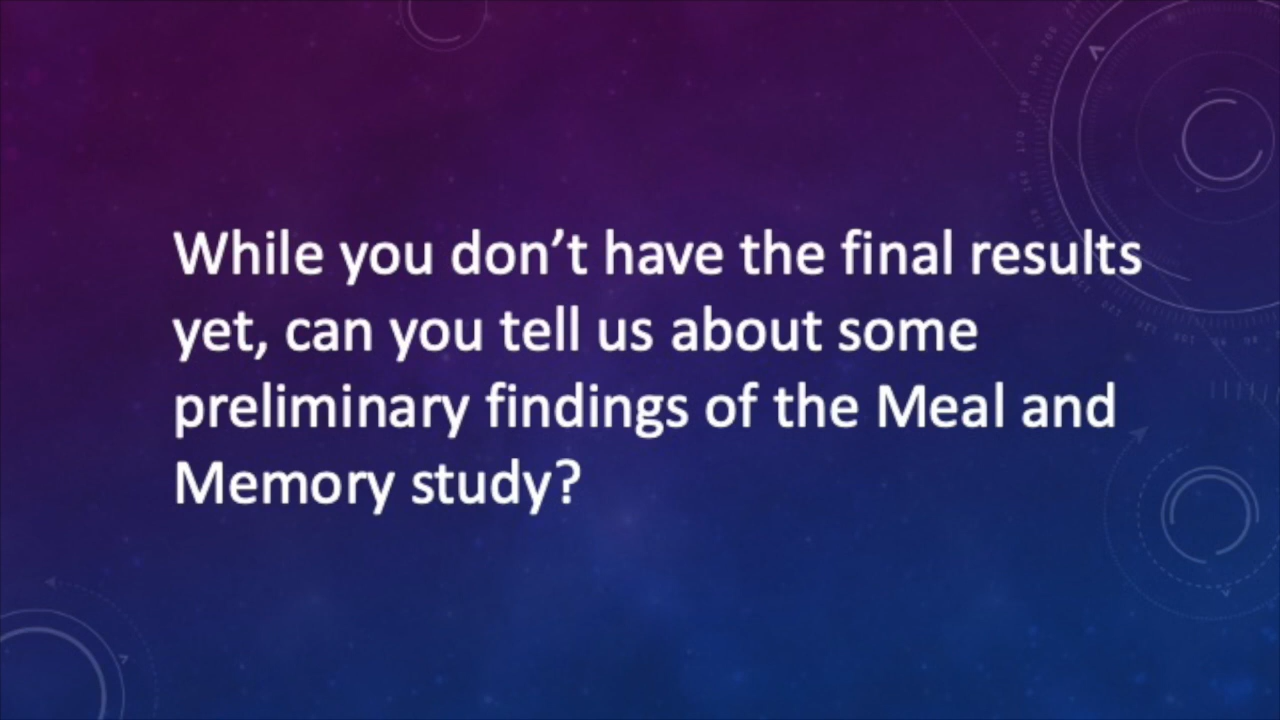 While you don’t have the final results
yet, can you tell us about some
preliminary findings of the Meal and
Memory study?